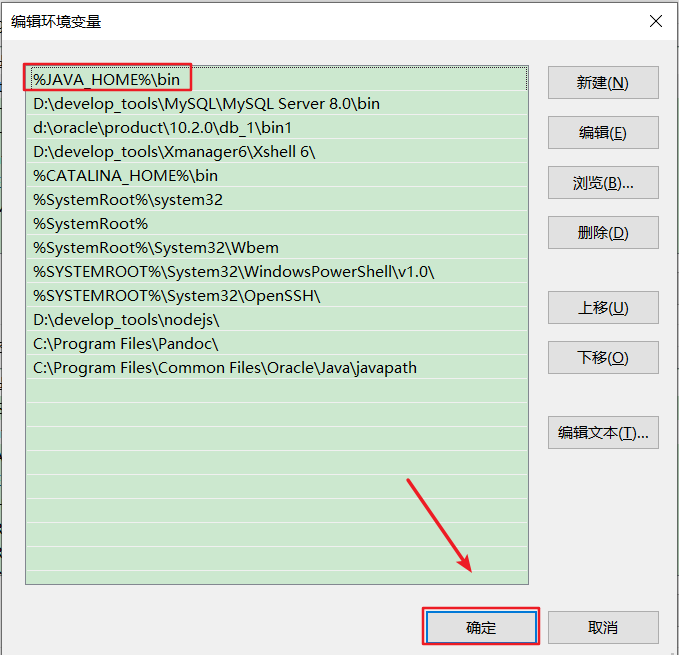 编辑环境变量
%JAVA_HOME%\bin
D:\develop_tools\MySQL\MySQL Server 8.0\bin
d:\oracle\product\10.2.0\db_1\bin1
D:\develop_tools\Xmanager6\Xshell 6\
%CATALINA_HOME%\bin
%SystemRoot%\system32
%SystemRoot%
%SystemRoot%\System32\Wbem
%SYSTEMROOT%\System32\WindowsPowerShell\v1.0\
%SYSTEMROOT%\System32\OpenSSH\
D:\develop_tools\nodejs\
C:\Program Files\Pandoc\
C:\Program Files\Common Files\Oracle\Java\javapath
新建(N)
编辑(E)
浏览(B)...
删除(D)
上移(U)
下移(O)
编辑文本(T)...
确定
取消